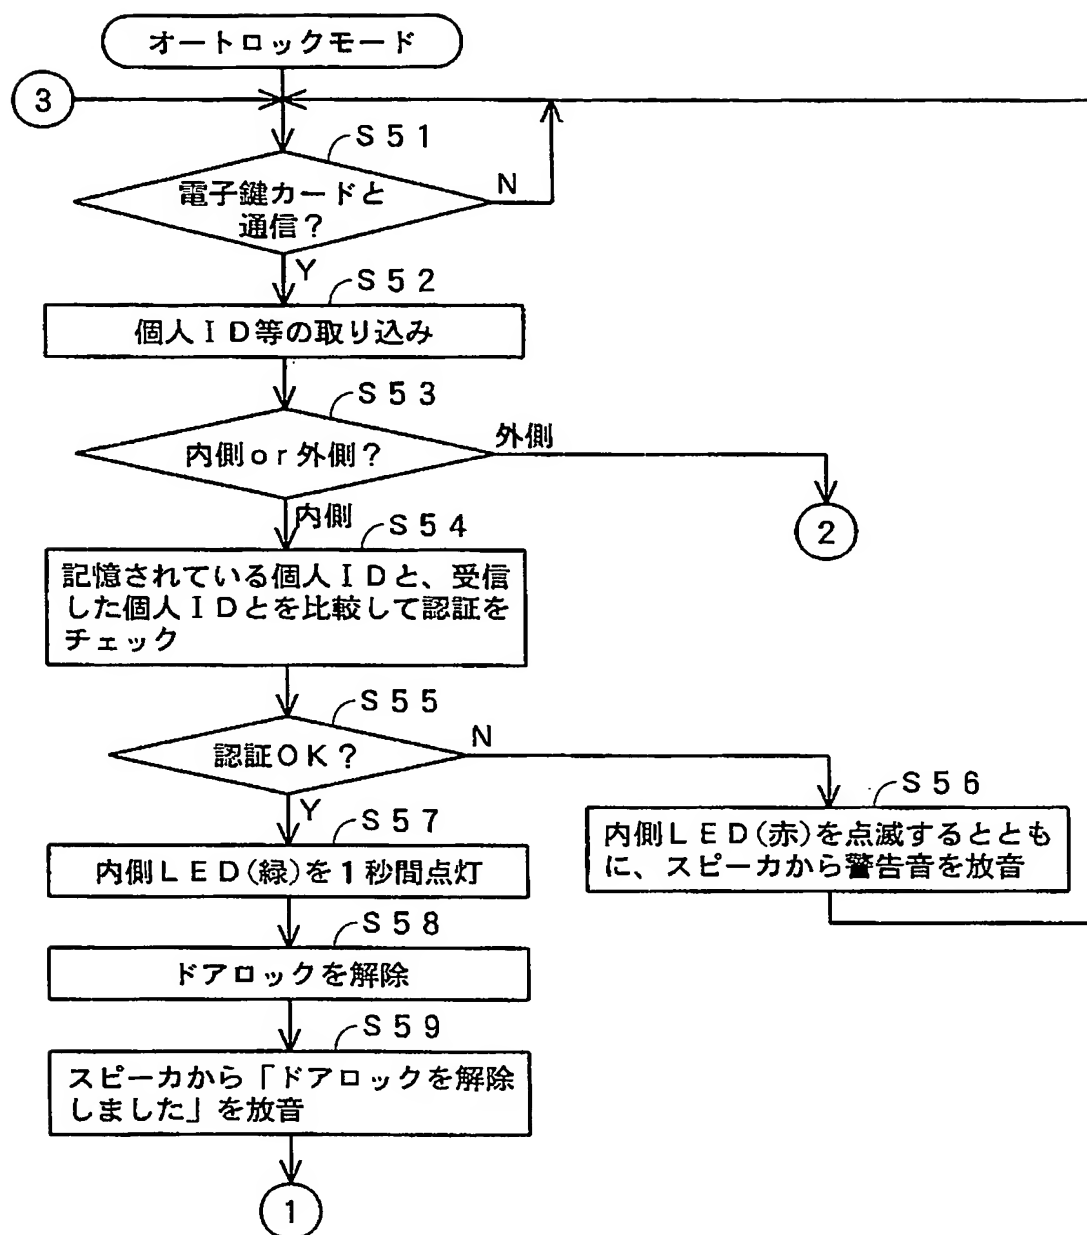 オートロックモード
3
S51
電子鍵カードと
通信？
N
Y
S52
個人ID等の取り込み
S53
内側or外側？
外側
2
内側
S54
記憶されている個人IDと、受信
した個人IDとを比較して認証を
チェック
S55
認証OK？
N
Y
S56
内側LED(赤)を点滅するととも
に、スピーカから警告音を放音
S57
内側LED(緑)を1秒間点灯
S58
ドアロックを解除
S59
スピーカから「ドアロックを解除
しました」を放音
1